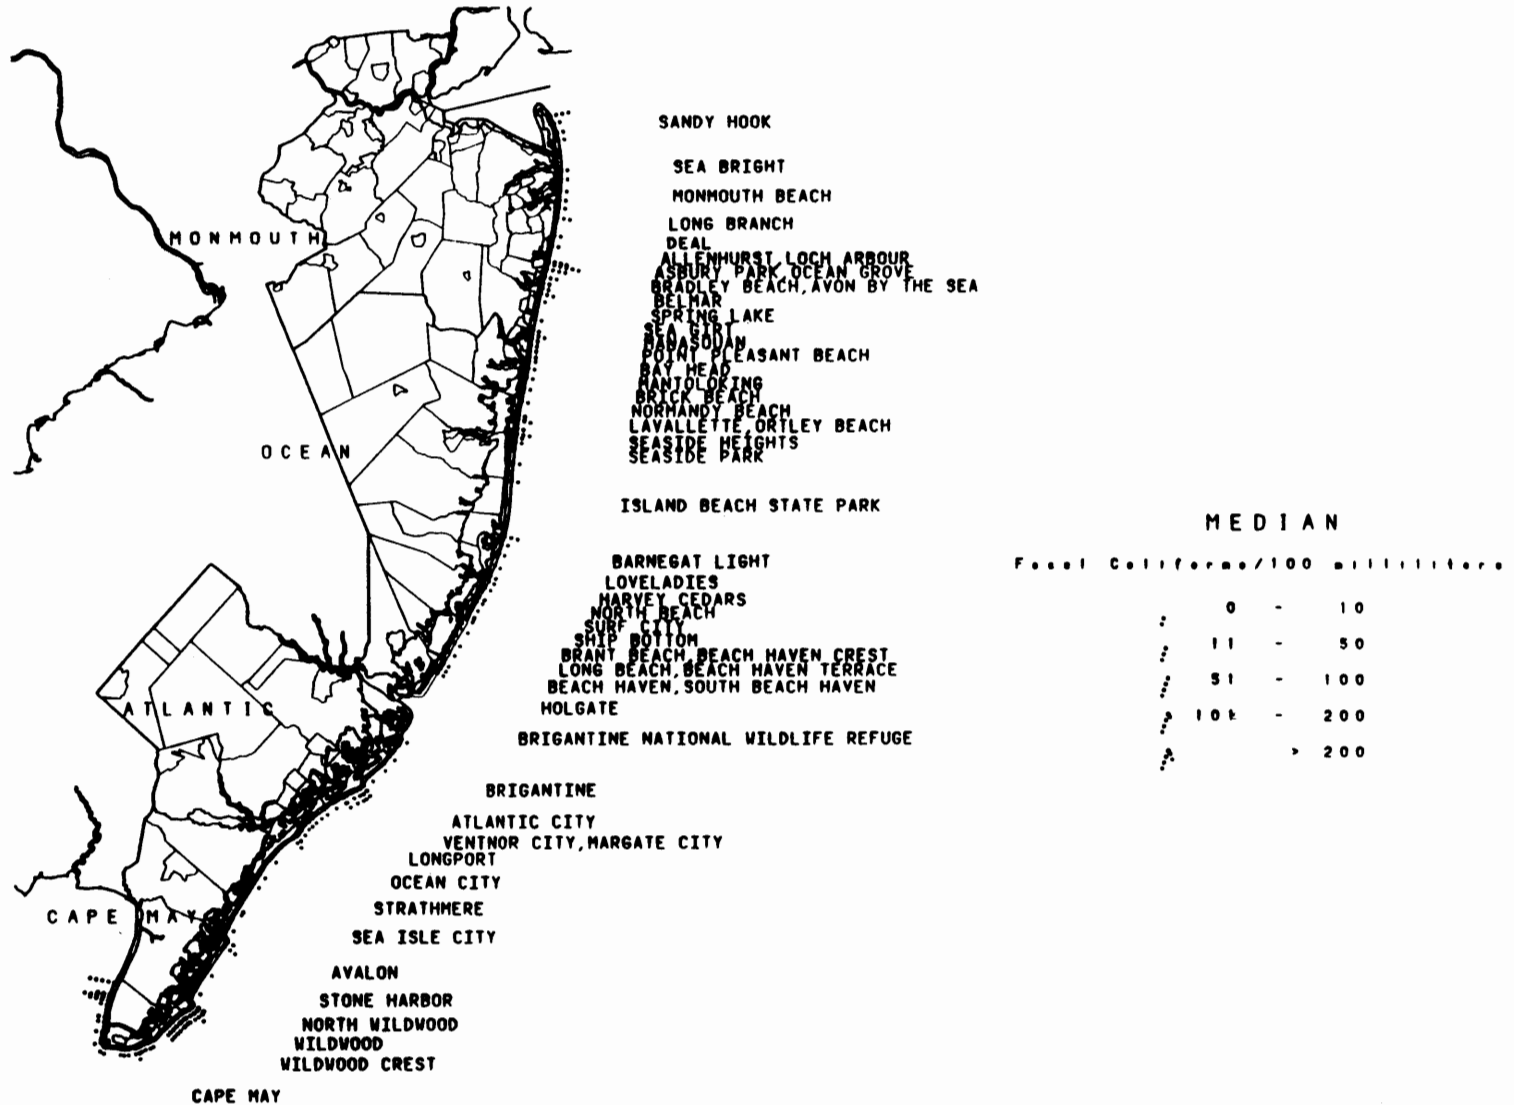 SANDY HOOK
SEA BRIGHT
MONMOUTH BEACH
LONG BRANCH
MONMOUTH
DEAL
ALLENHURST,LOCH ARBOUR
ASBURY PARK,OCEAN GROVE
BRADLEY BEACH,AVON BY THE SEA
BELMAR
SPRING LAKE
SEA GIRT
MANASQUAN
POINT PLEASANT BEACH
BAY HEAD
MANTOLOKING
BRICK BEACH
NORMANDY BEACH
LAVALLETTE,ORTLEY BEACH
SEASIDE HEIGHTS
OCEAN
SEASIDE PARK
ISLAND BEACH STATE PARK
MEDIAN
Fecal Coliforms/100 milliliters
0 - 10
11 - 50
51 - 100
101 - 200
> 200
BARNEGAT LIGHT
LOVELADIES
HARVEY CEDARS
NORTH BEACH
SURF CITY
SHIP BOTTOM
BRANT BEACH,BEACH HAVEN CREST
LONG BEACH,BEACH HAVEN TERRACE
BEACH HAVEN,SOUTH BEACH HAVEN
HOLGATE
ATLANTIC
BRIGANTINE NATIONAL WILDLIFE REFUGE
BRIGANTINE
ATLANTIC CITY
VENTNOR CITY,MARGATE CITY
LONGPORT
OCEAN CITY
STRATHMERE
CAPE MAY
SEA ISLE CITY
AVALON
STONE HARBOR
NORTH WILDWOOD
WILDWOOD
WILDWOOD CREST
CAPE MAY